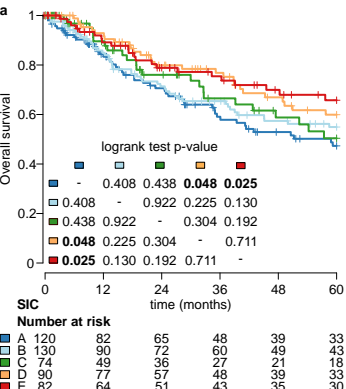 a
1
0.8
0.6
0.4
0.2
0
Overall survival
logrank test p-value
- 0.408 0.438 0.048 0.025
0.408 - 0.922 0.225 0.130
0.438 0.922 - 0.304 0.192
0.048 0.225 0.304 - 0.711
0.025 0.130 0.192 0.711 -
0 12 24 36 48 60
SIC time (months)
Number at risk
A 120 82 65 48 39 33
B 130 90 72 60 49 43
C 74 49 36 27 21 18
D 90 77 57 48 39 33
E 82 64 51 43 35 30